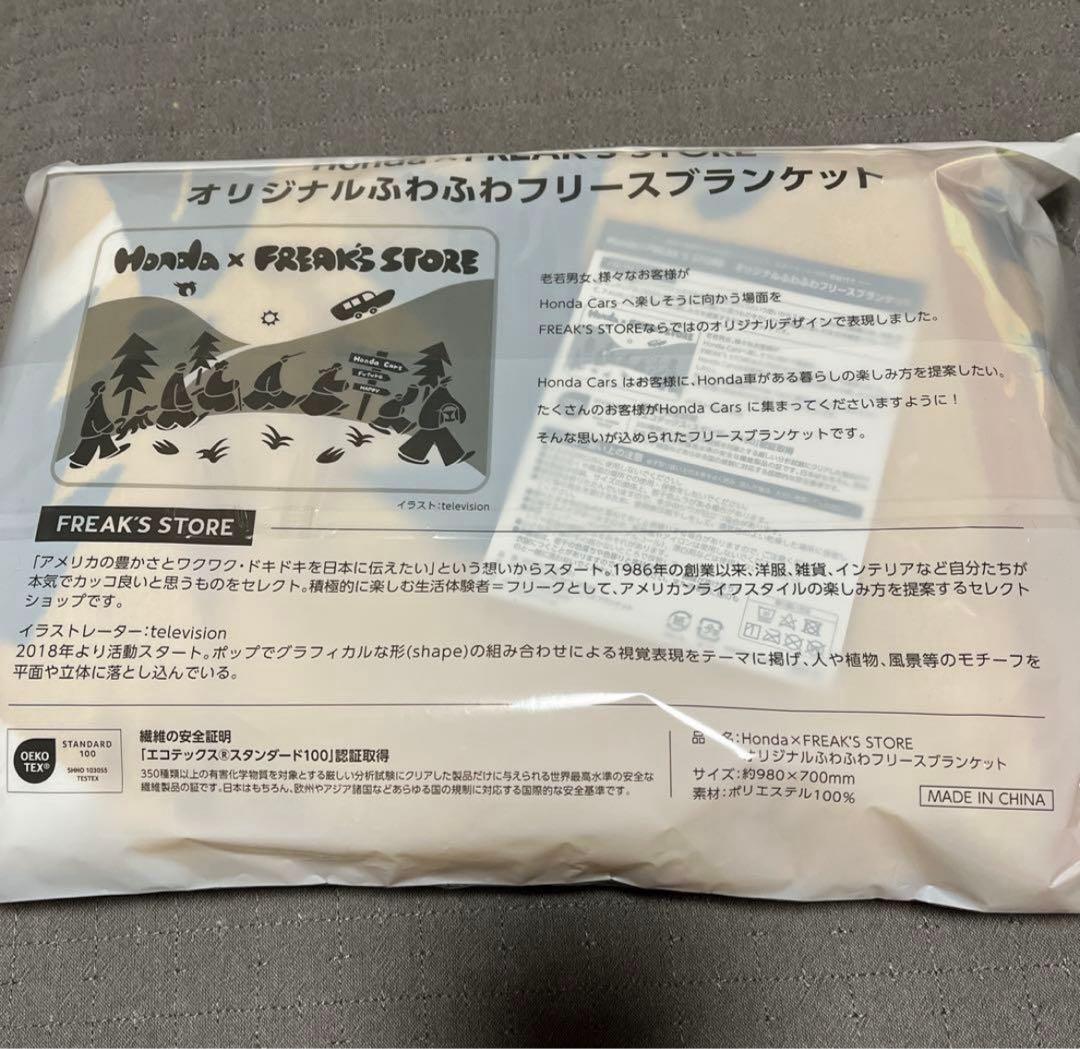 Honda×FREAK'S STORE
オリジナルふわふわフリースブランケット
Honda × FREAK'S STORE
Honda Cars
Future
HAPPY
イラスト:television
老若男女、様々なお客様が
Honda Cars へ楽しそうに向かう場面を
FREAK'S STOREならではのオリジナルデザインで表現しました。
Honda Cars はお客様に、Honda車がある暮らしの楽しみ方を提案したい。
たくさんのお客様がHonda Cars に集まってくださいますように!
そんな思いが込められたフリースブランケットです。
FREAK'S STORE
「アメリカの豊かさとワクワク・ドキドキを日本に伝えたい」という想いからスタート。1986年の創業以来、洋服、雑貨、インテリアなど自分たちが
本気でカッコ良いと思うものをセレクト。積極的に楽しむ生活体験者=フリークとして、アメリカンライフスタイルの楽しみ方を提案するセレクト
ショップです。
イラストレーター:television
2018年より活動スタート。ポップでグラフィカルな形(shape)の組み合わせによる視覚表現をテーマに掲げ、人や植物、風景等のモチーフを
平面や立体に落とし込んでいる。
OEKO
TEX®
STANDARD
100
SHHO 103055
TESTEX
繊維の安全証明
「エコテックス®スタンダード100」認証取得
350種類以上の有害化学物質を対象とする厳しい分析試験にクリアした製品だけに与えられる世界最高水準の安全な
繊維製品の証です。日本はもちろん、欧州やアジア諸国などあらゆる国の規制に対応する国際的な安全基準です。
品 名:Honda×FREAK'S STORE
オリジナルふわふわフリースブランケット
サイズ:約980×700mm
素材:ポリエステル100%
MADE IN CHINA